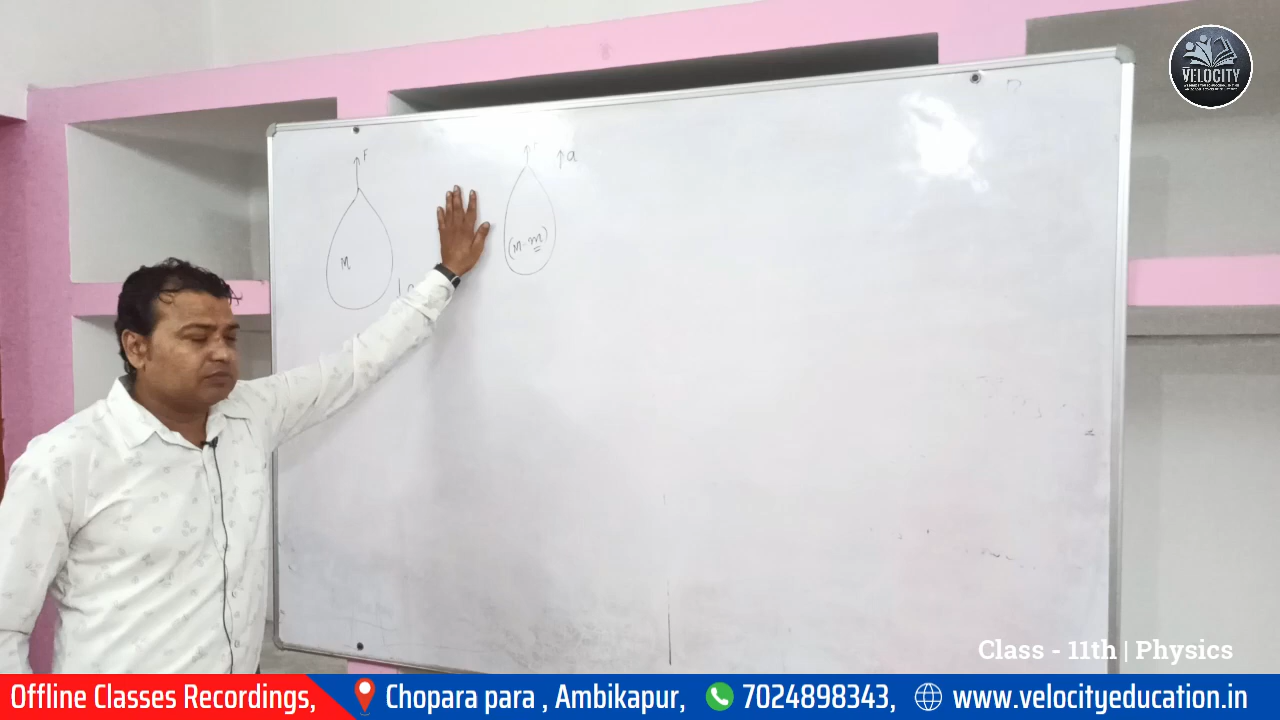 VELOCITY
F
M
↑a
(M-m)
Class - 11th | Physics
Offline Classes Recordings, Chopara para , Ambikapur, 7024898343, www.velocityeducation.in